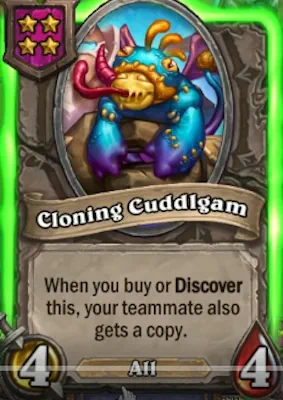 Cloning Cuddlgam
When you buy or Discover
this, your teammate also
gets a copy.
4
All
4